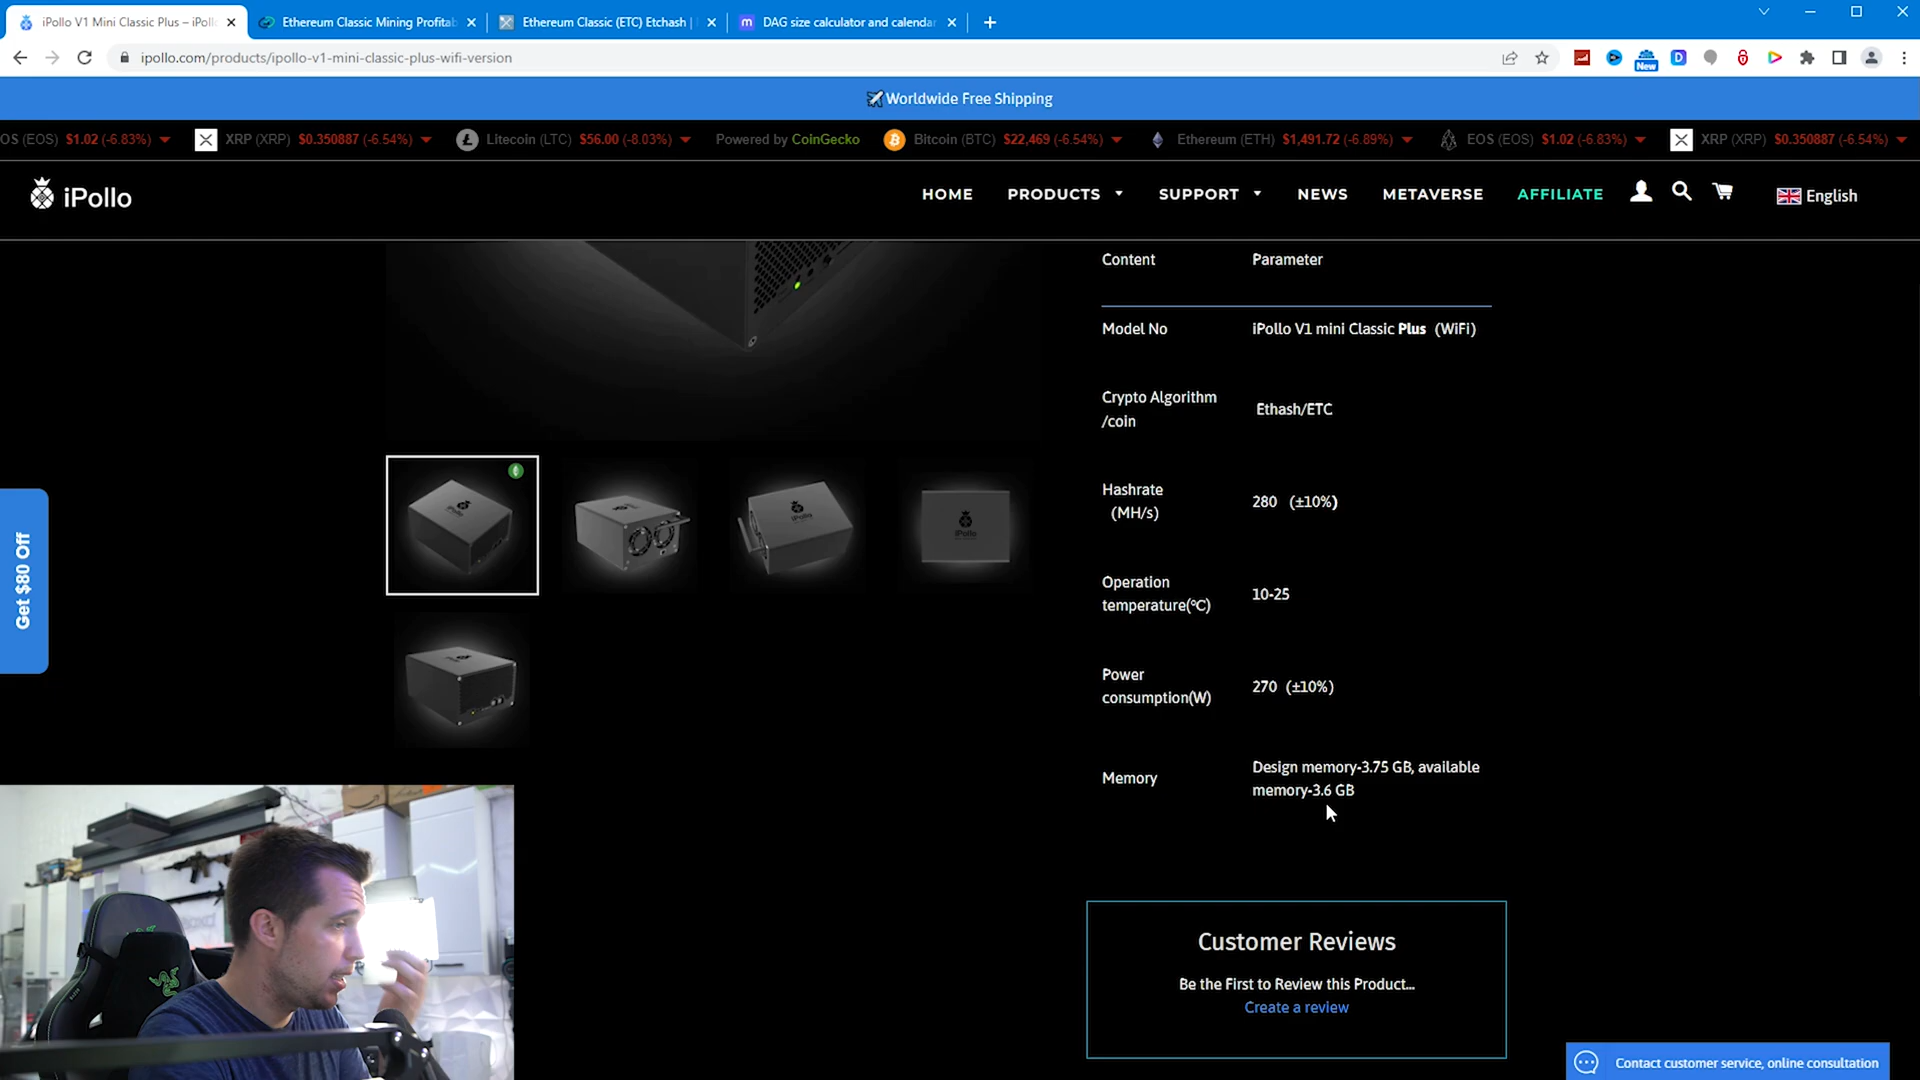 iPollo V1 Mini Classic Plus – iPoll
Ethereum Classic Mining Profitab
Ethereum Classic (ETC) Etchash |
DAG size calculator and calendar
ipollo.com/products/ipollo-v1-mini-classic-plus-wifi-version
New
Worldwide Free Shipping
OS (EOS) $1.02 (-6.83%) XRP (XRP) $0.350887 (-6.54%) Litecoin (LTC) $56.00 (-8.03%) Powered by CoinGecko Bitcoin (BTC) $22,469 (-6.54%) Ethereum (ETH) $1,491.72 (-6.89%) EOS (EOS) $1.02 (-6.83%) XRP (XRP) $0.350887 (-6.54%)
iPollo
HOME PRODUCTS SUPPORT NEWS METAVERSE AFFILIATE English
Content Parameter
Model No iPollo V1 mini Classic Plus (WiFi)
Crypto Algorithm
/coin
Ethash/ETC
Hashrate
(MH/s)
280 (±10%)
Operation
temperature(℃)
10-25
Power
consumption(W)
270 (±10%)
Memory
Design memory-3.75 GB, available
memory-3.6 GB
Get $80 Off
Customer Reviews
Be the First to Review this Product...
Create a review
Contact customer service, online consultation